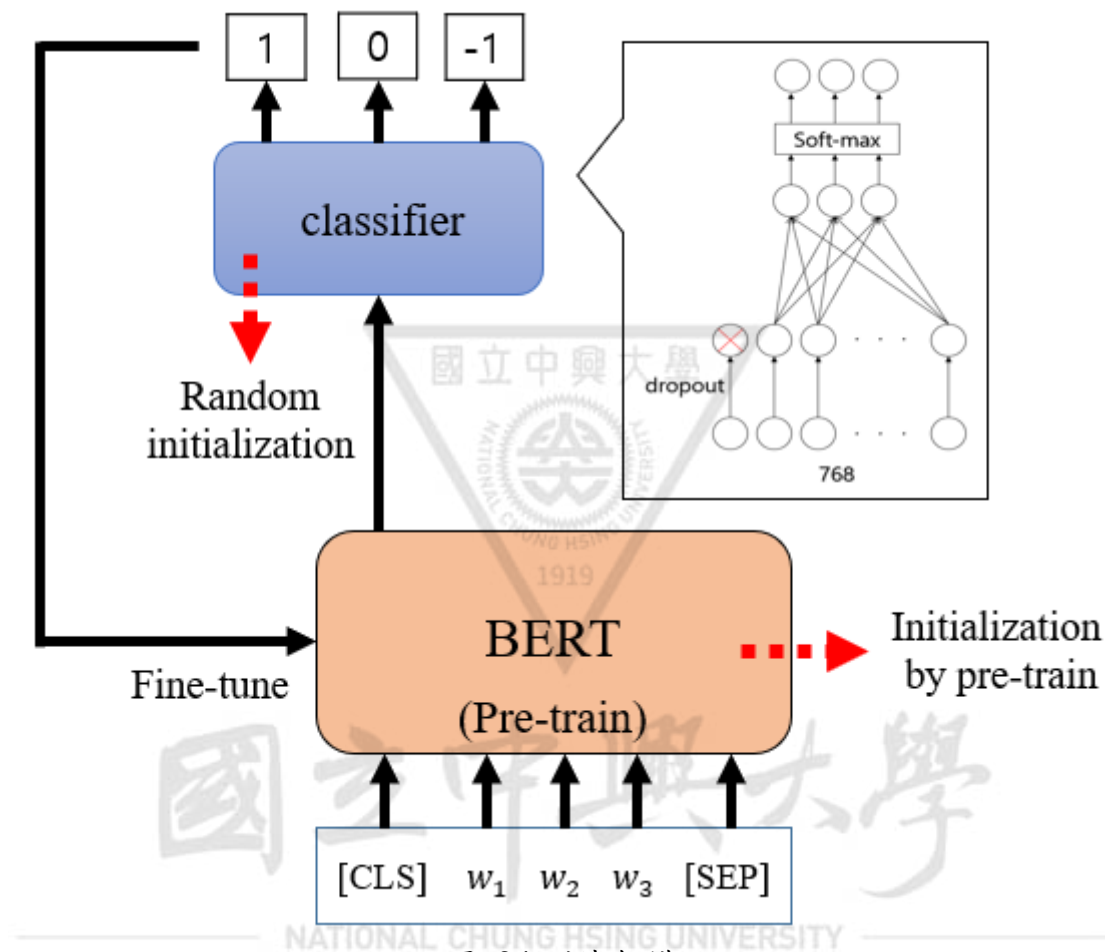 1 0 -1
classifier
Soft-max
dropout
768
Random
initialization
國立中興大學
NATIONAL CHUNG HSING UNIVERSITY
1919
BERT
(Pre-train)
Initialization
by pre-train
Fine-tune
[CLS] w₁ w₂ w₃ [SEP]
國立中興大學
NATIONAL CHUNG HSING UNIVERSITY